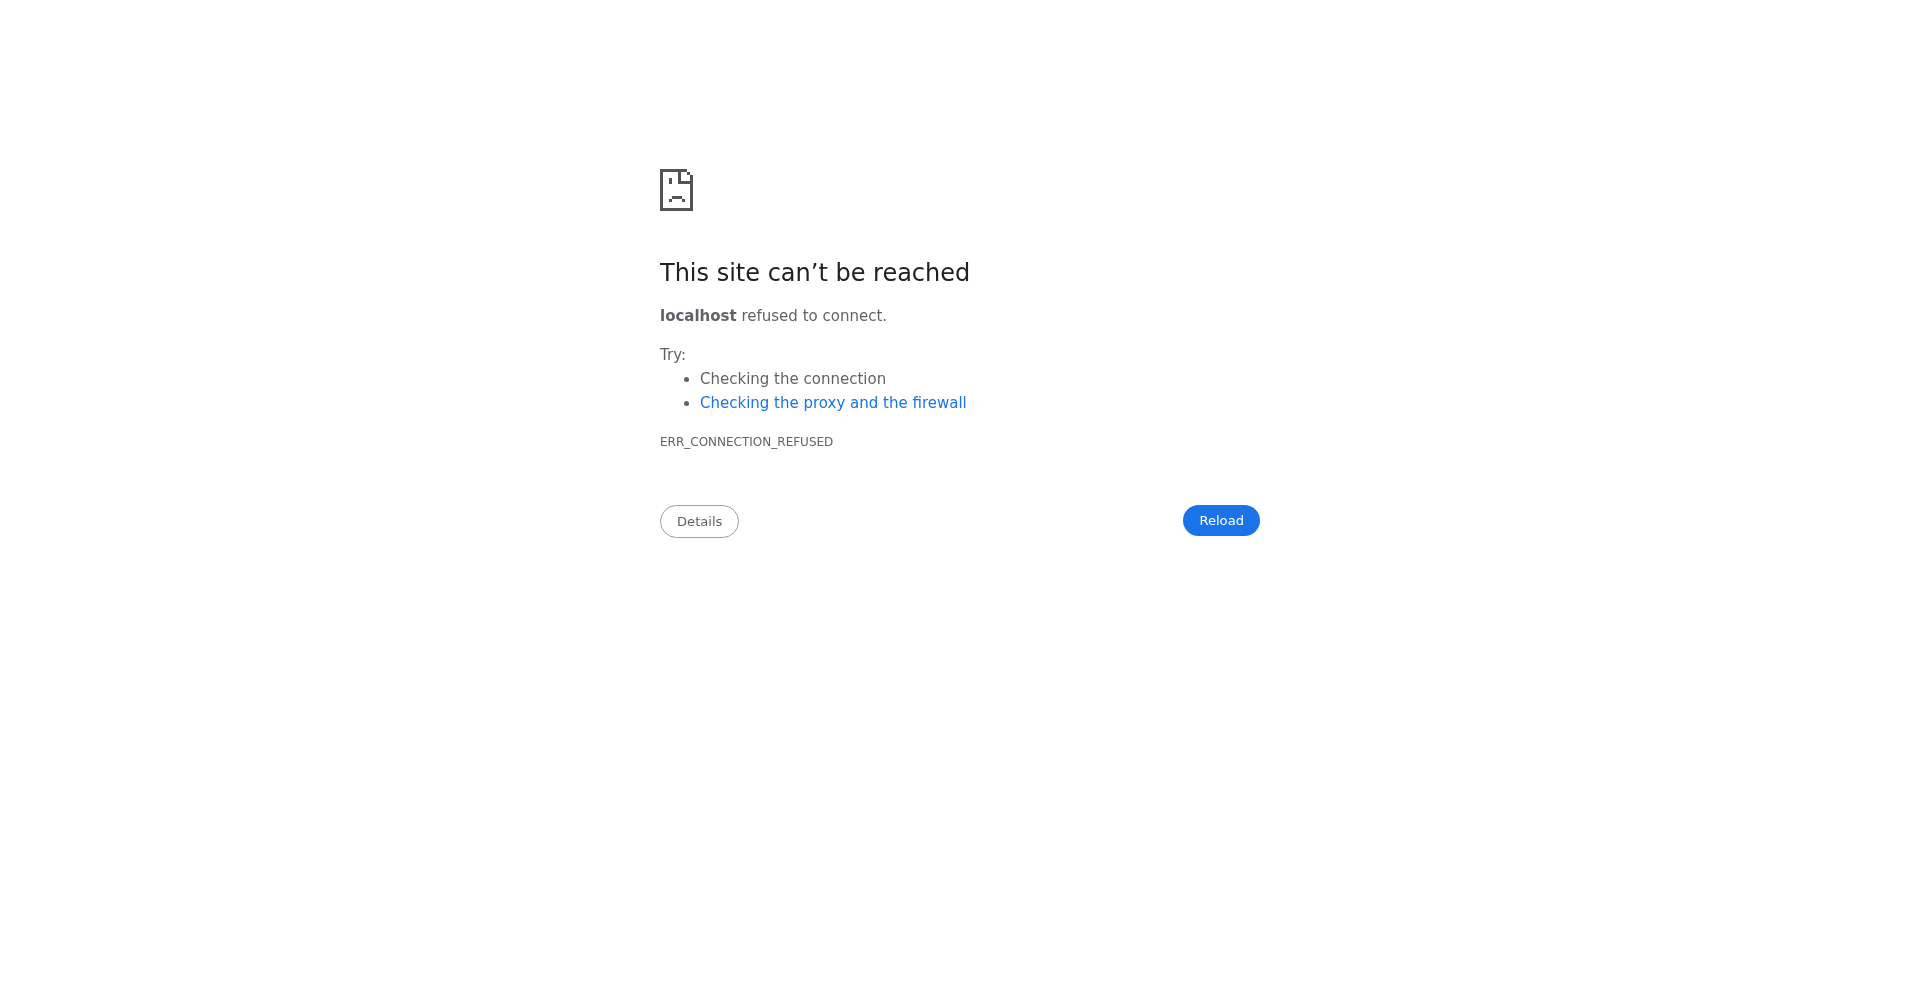 This site can’t be reached
localhost refused to connect.
Try:
Checking the connection
Checking the proxy and the firewall
ERR_CONNECTION_REFUSED
Details
Reload